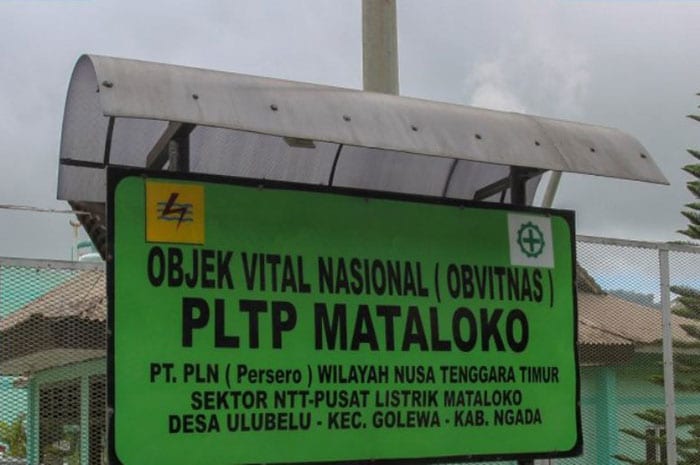 OBJEK VITAL NASIONAL ( OBVITNAS )
PLTP MATALOKO
PT. PLN ( Persero ) WILAYAH NUSA TENGGARA TIMUR
SEKTOR NTT-PUSAT LISTRIK MATALOKO
DESA ULUBELU - KEC. GOLEWA - KAB. NGADA